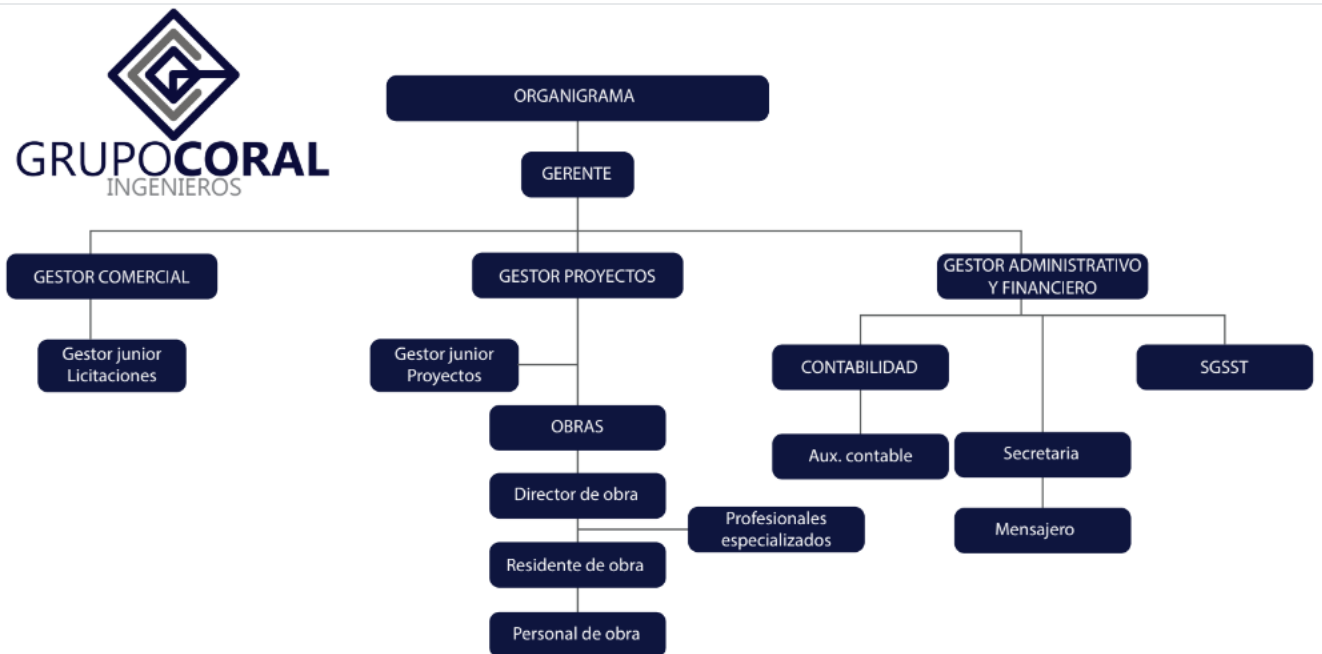 GRUPOCORAL
INGENIEROS
ORGANIGRAMA
GERENTE
GESTOR COMERCIAL
GESTOR PROYECTOS
GESTOR ADMINISTRATIVO
Y FINANCIERO
Gestor junior
Licitaciones
Gestor junior
Proyectos
CONTABILIDAD
SGSST
OBRAS
Aux. contable
Secretaria
Director de obra
Profesionales
especializados
Mensajero
Residente de obra
Personal de obra